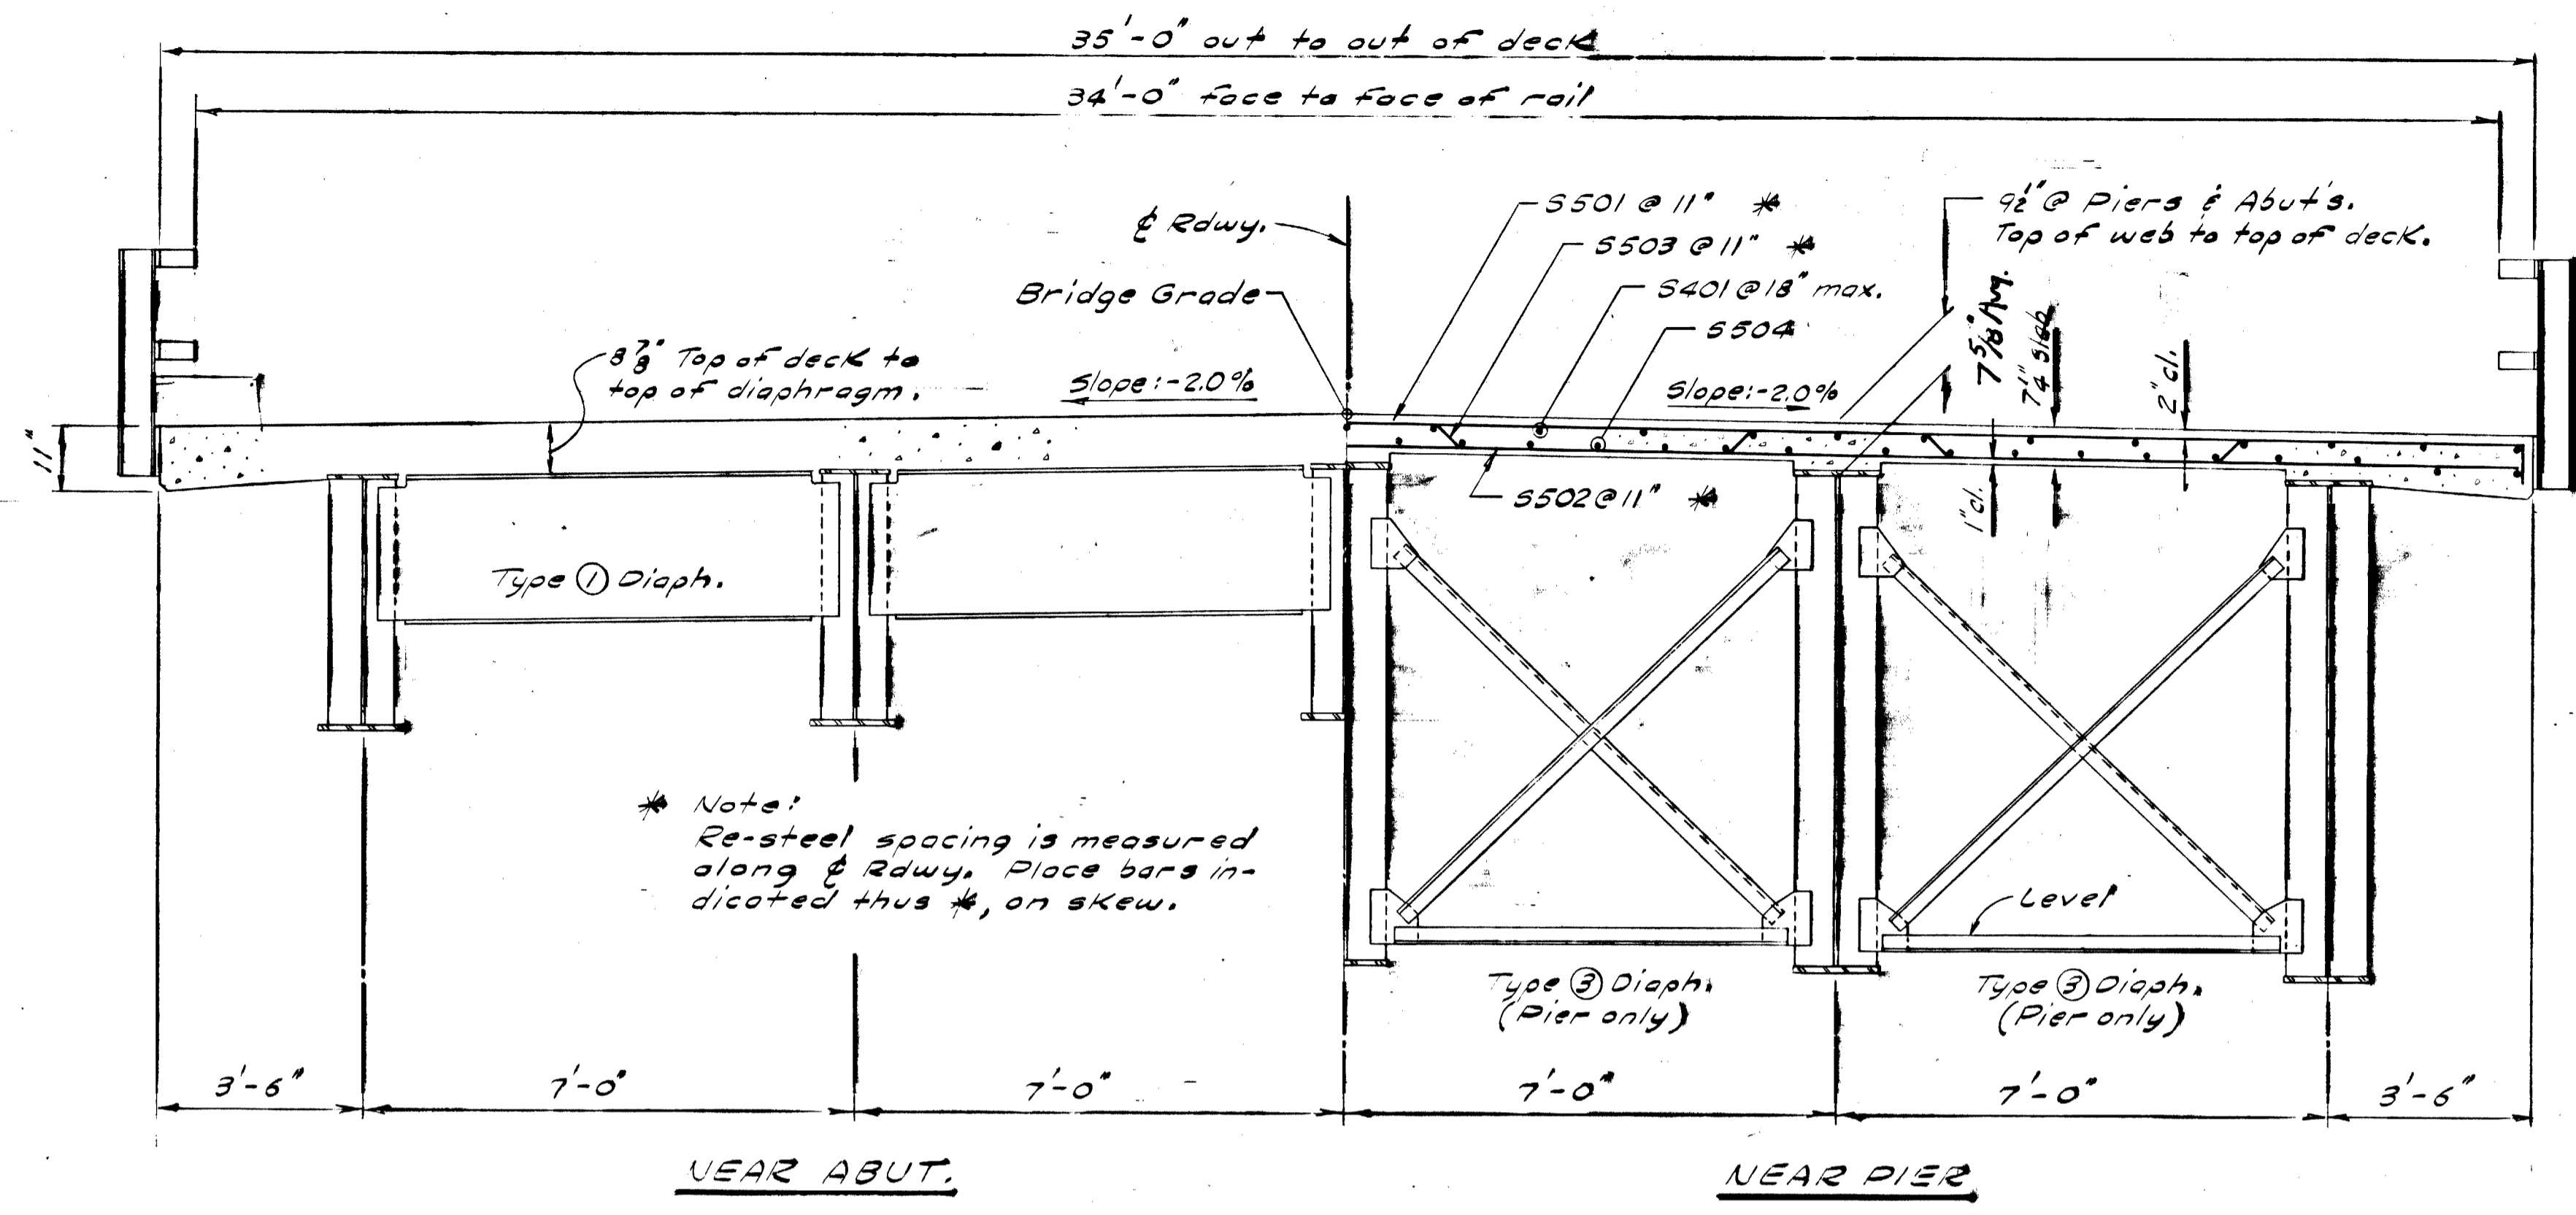 35'-0" out to out of deck
34'-0" face to face of rail
℄ Rdwy.
Bridge Grade
S501 @ 11" *
S503 @ 11" *
S401 @ 18" max.
S504
9½" @ Piers & Abut's.
Top of web to top of deck.
8⅞" Top of deck to
top of diaphragm.
Slope:-2.0%
Slope:-2.0%
7 5/8" Avg.
7¼" Slab
2" cl.
11"
S502 @ 11" *
1" cl.
Type ① Diaph.
* Note:
Re-steel spacing is measured
along ℄ Rdwy. Place bars in-
dicated thus *, on skew.
Level
Type ③ Diaph.
(Pier only)
Type ③ Diaph.
(Pier only)
3'-6"
7'-0"
7'-0"
7'-0"
7'-0"
3'-6"
NEAR ABUT.
NEAR PIER